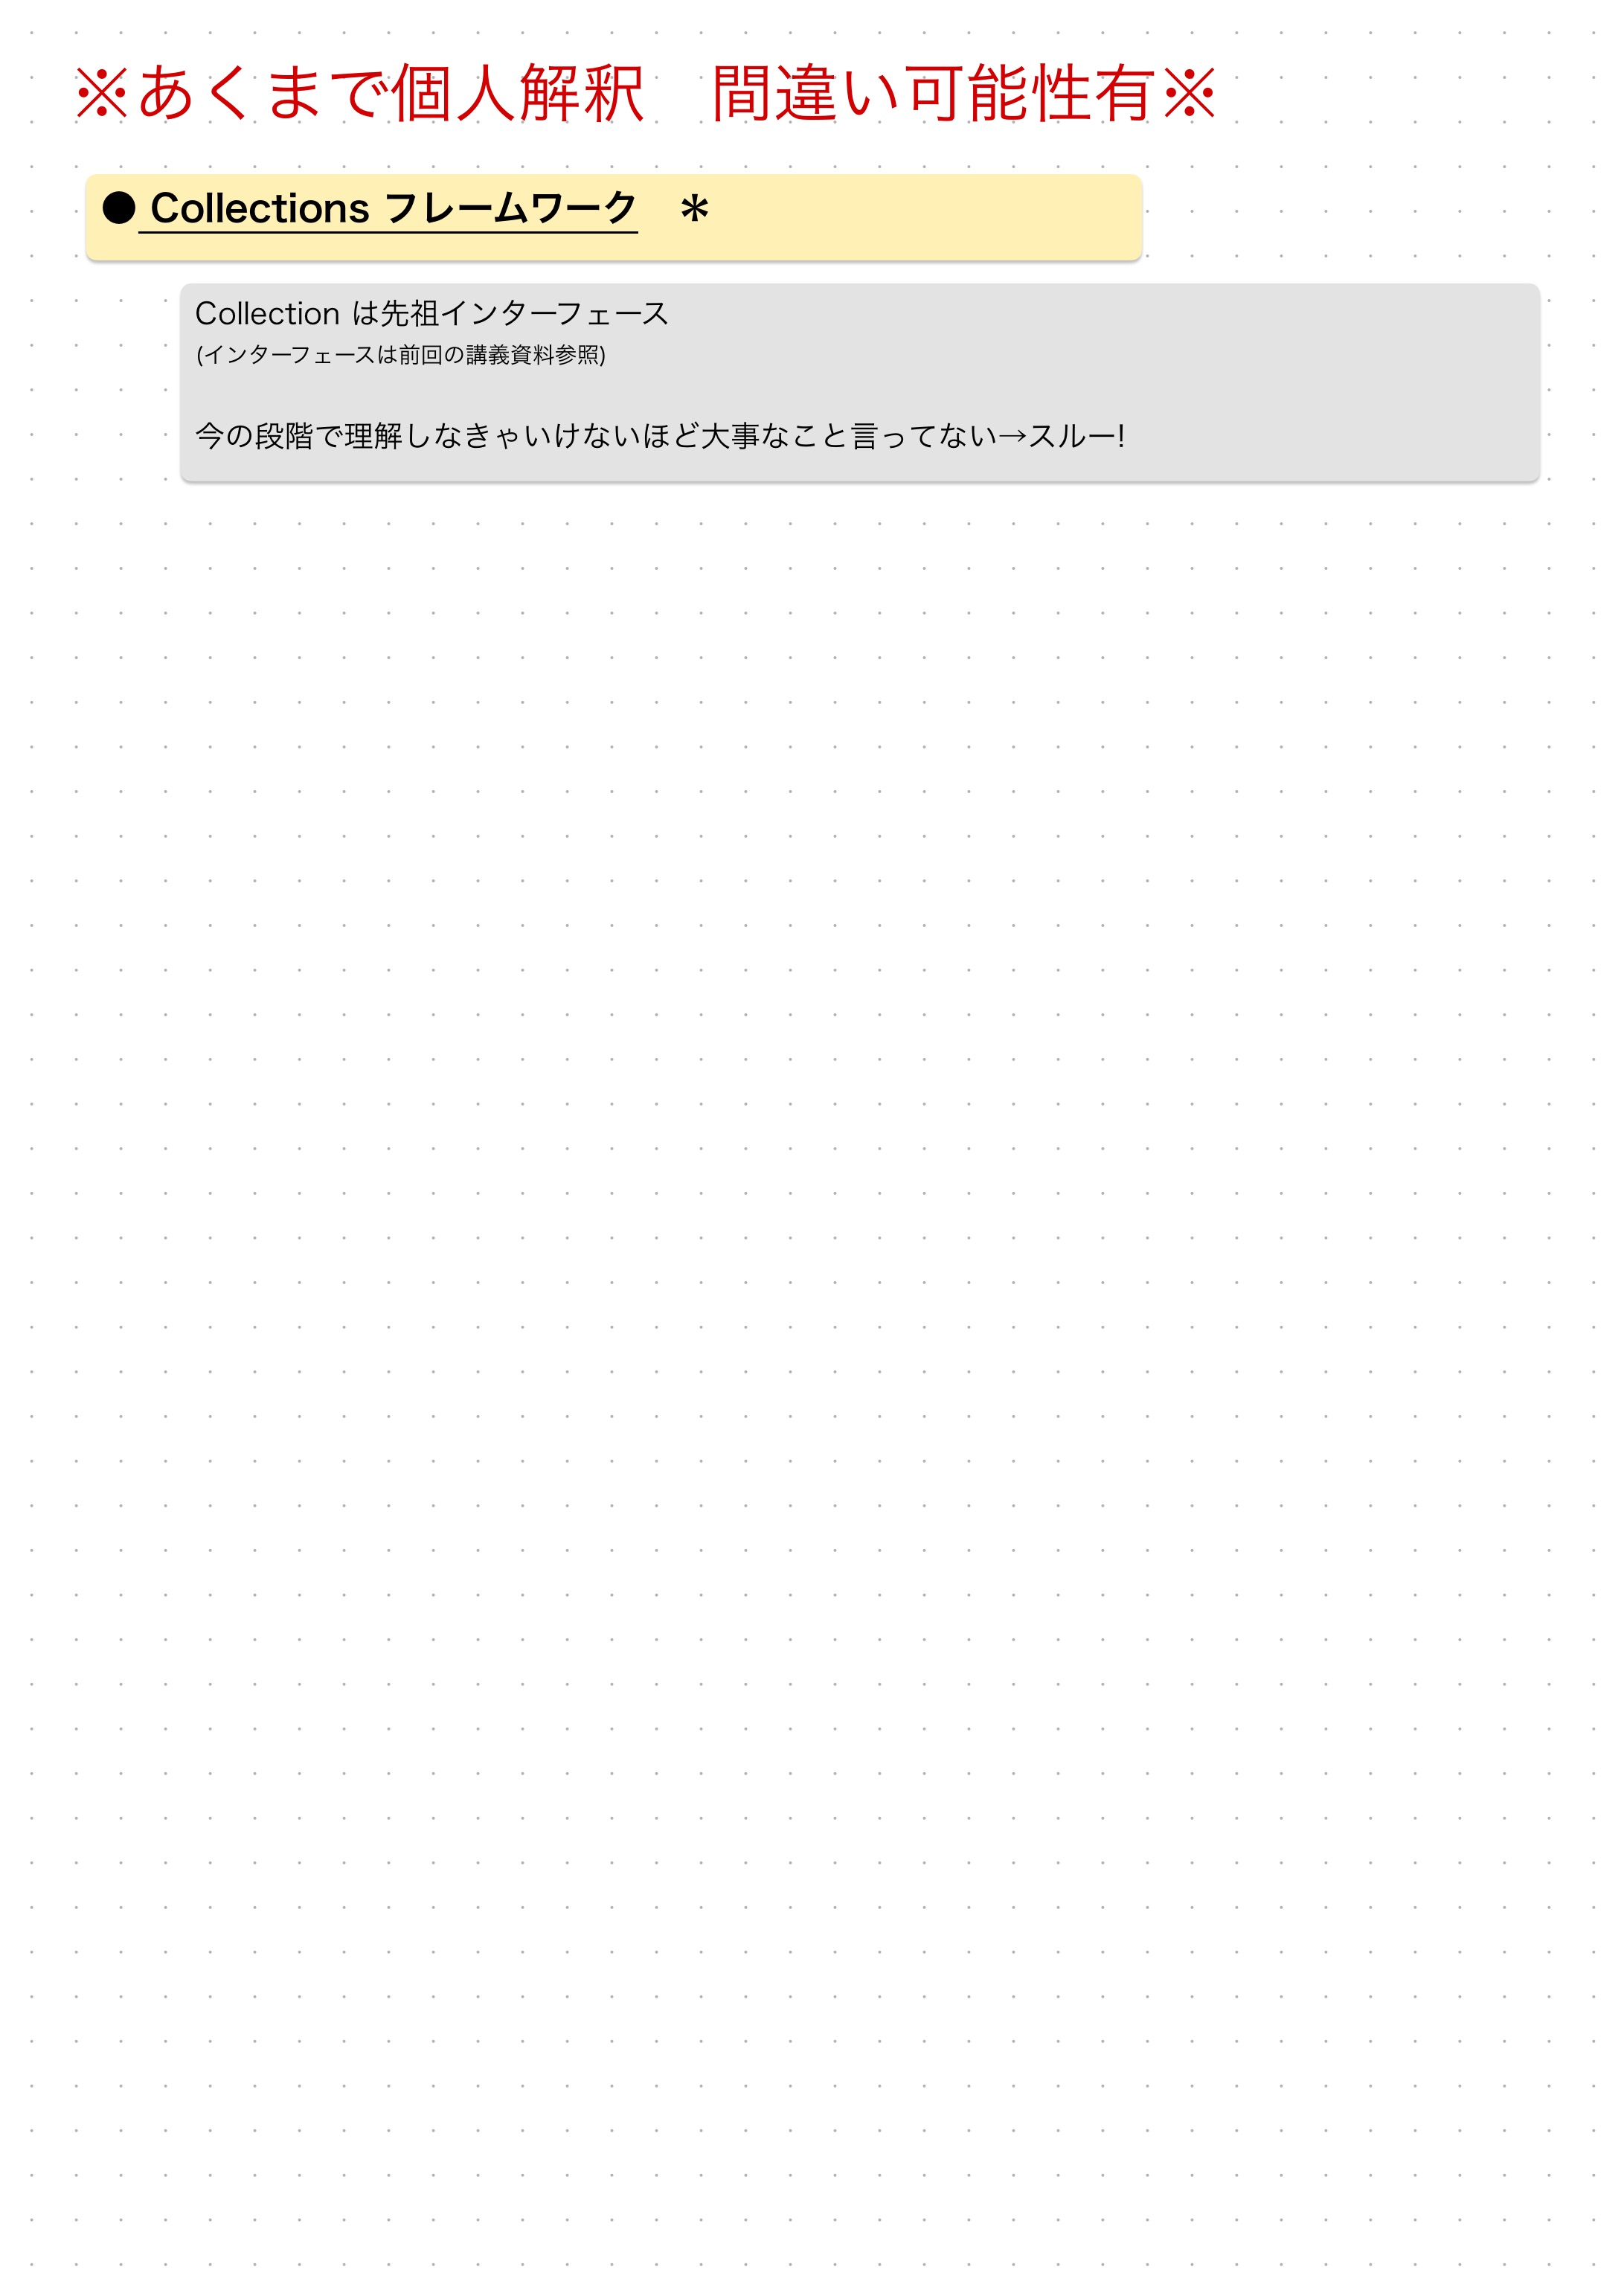 ※あくまで個人解釈　間違い可能性有※
● Collections フレームワーク　*
Collection は先祖インターフェース
(インターフェースは前回の講義資料参照)
今の段階で理解しなきゃいけないほど大事なこと言ってない→スルー!